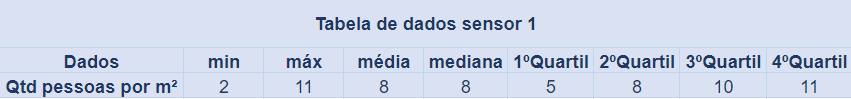 Tabela de dados sensor 1
Dados min máx média mediana 1ºQuartil 2ºQuartil 3ºQuartil 4ºQuartil
Qtd pessoas por m² 2 11 8 8 5 8 10 11